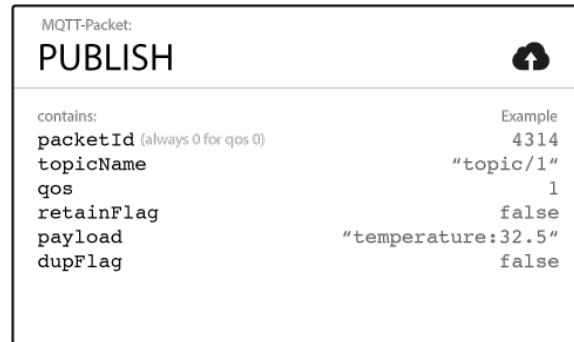 MQTT-Packet:
PUBLISH
contains: Example
packetId (always 0 for qos 0) 4314
topicName “topic/1“
qos 1
retainFlag false
payload “temperature:32.5“
dupFlag false